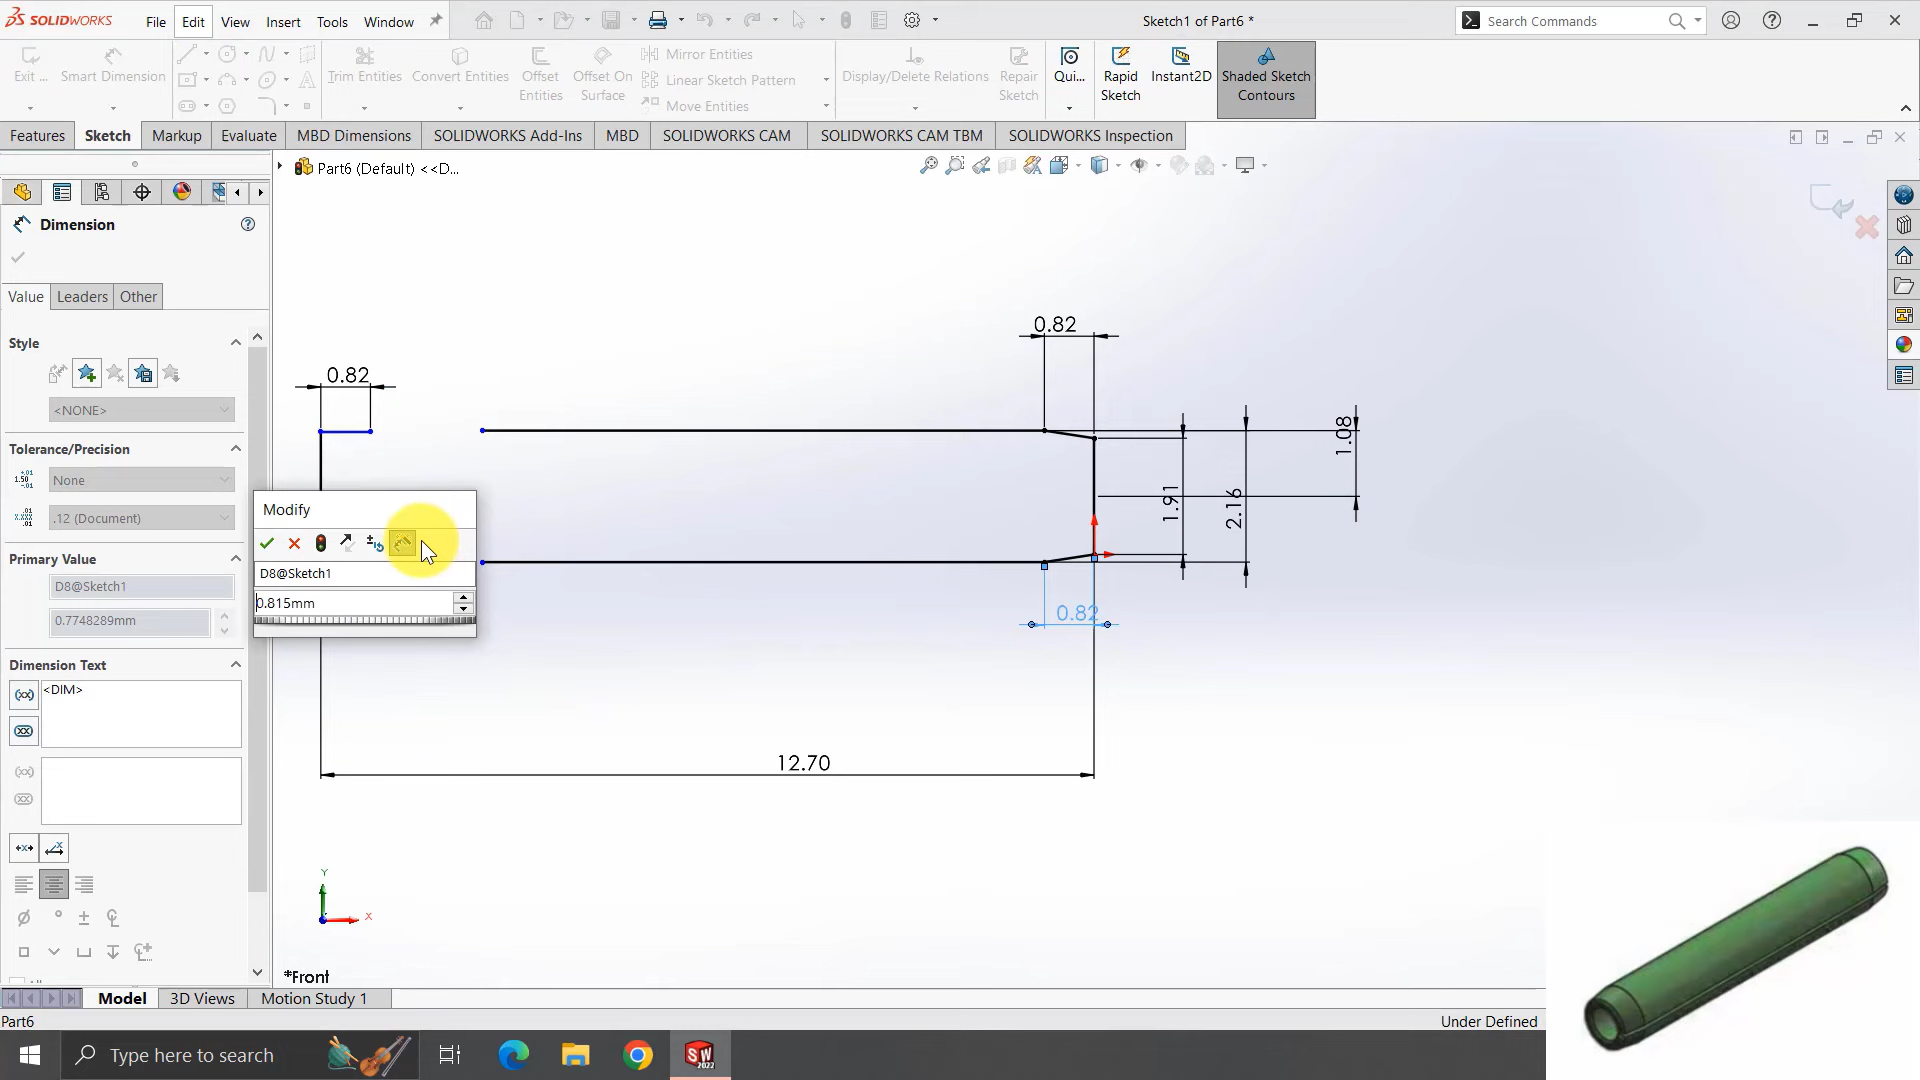 SOLIDWORKS File Edit View Insert Tools Window Sketch1 of Part6 * Search Commands
Exit ... Smart Dimension Trim Entities Convert Entities Offset Entities Offset On Surface Mirror Entities Linear Sketch Pattern Move Entities Display/Delete Relations Repair Sketch Qui... Rapid Sketch Instant2D Shaded Sketch Contours
Features Sketch Markup Evaluate MBD Dimensions SOLIDWORKS Add-Ins MBD SOLIDWORKS CAM SOLIDWORKS CAM TBM SOLIDWORKS Inspection
Part6 (Default) <<D...
Dimension
Value Leaders Other
Style
<NONE>
Tolerance/Precision
None
.12 (Document)
Primary Value
D8@Sketch1
0.7748289mm
Dimension Text
<DIM>
0.82
0.82
1.08
1.91
2.16
0.82
12.70
Modify
D8@Sketch1
0.815mm
Y
X
*Front
Model 3D Views Motion Study 1
Part6 Under Defined
Type here to search
SW
2022